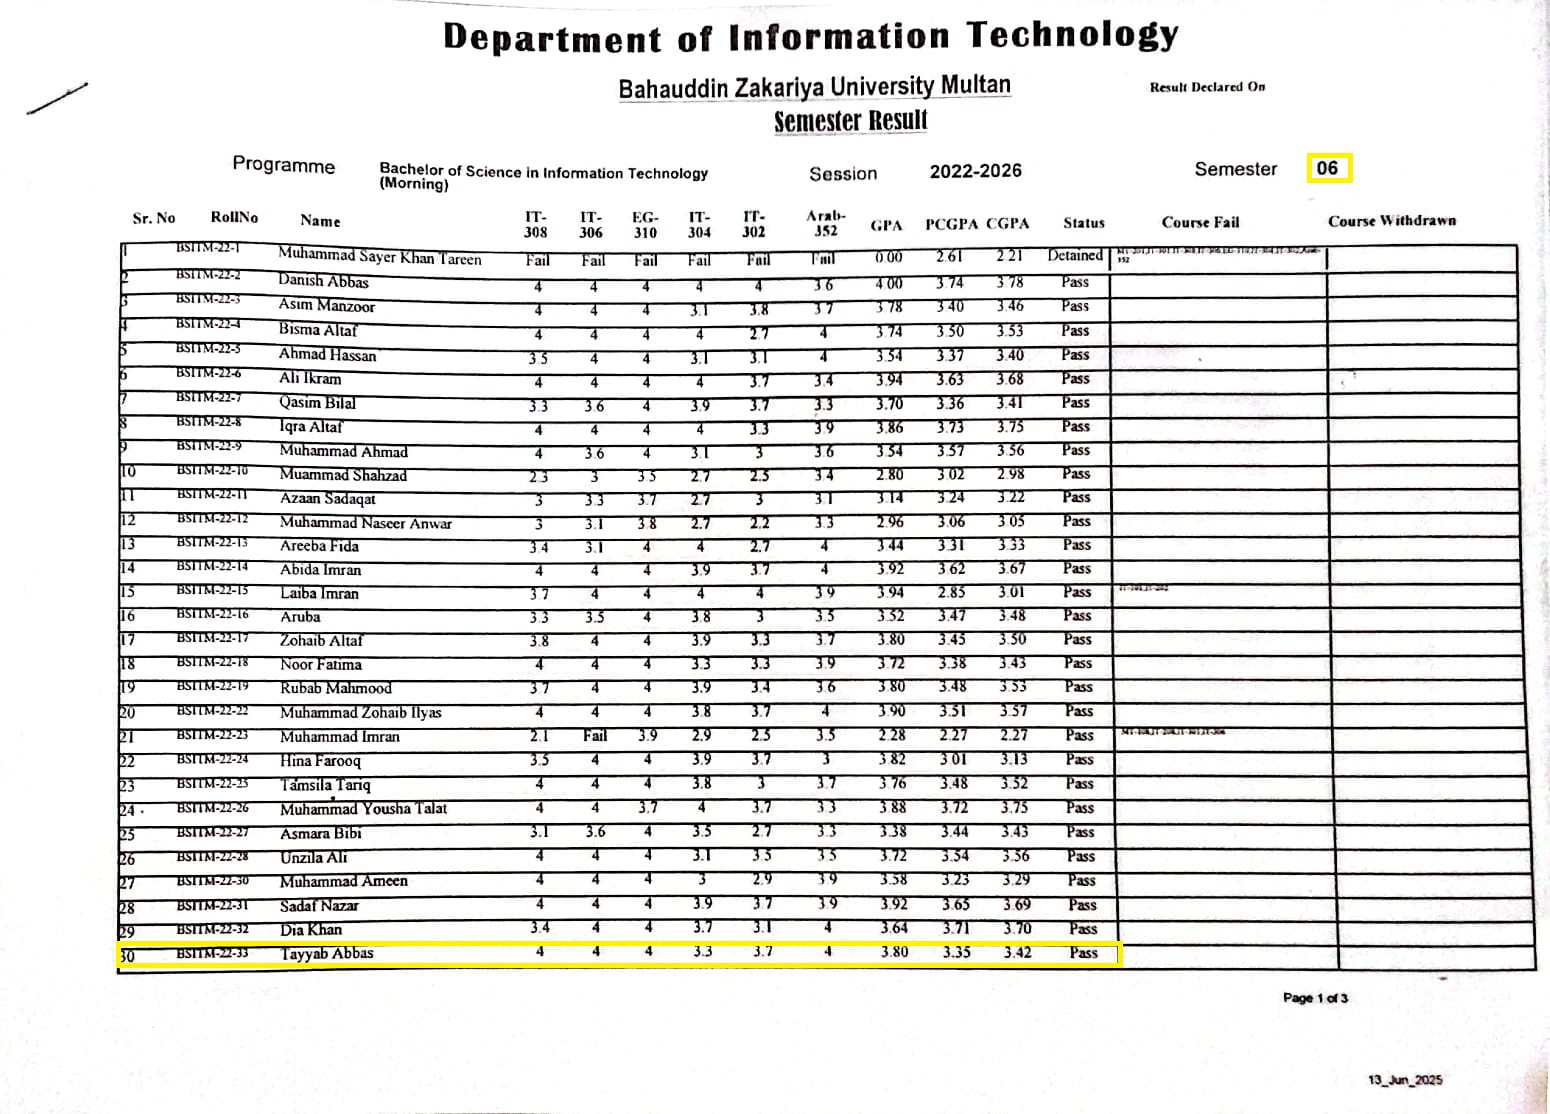 Department of Information Technology
Bahauddin Zakariya University Multan
Result Declared On
Semester Result
Programme Bachelor of Science in Information Technology (Morning) Session 2022-2026 Semester 06
Sr. No RollNo Name IT-308 IT-306 EG-310 IT-304 IT-302 Arab-352 GPA PCGPA CGPA Status Course Fail Course Withdrawn
1 BSITM-22-1 Muhammad Sayer Khan Tareen Fail Fail Fail Fail Fail Fail 0.00 2.61 2.21 Detained
2 BSITM-22-2 Danish Abbas 4 4 4 4 4 3.6 4.00 3.74 3.78 Pass
3 BSITM-22-3 Asim Manzoor 4 4 4 3.1 3.8 3.7 3.78 3.40 3.46 Pass
4 BSITM-22-4 Bisma Altaf 4 4 4 4 2.7 4 3.74 3.50 3.53 Pass
5 BSITM-22-5 Ahmad Hassan 3.5 4 4 3.1 3.1 4 3.54 3.37 3.40 Pass
6 BSITM-22-6 Ali Ikram 4 4 4 4 3.7 3.4 3.94 3.63 3.68 Pass
7 BSITM-22-7 Qasim Bilal 3.3 3.6 4 3.9 3.7 3.3 3.70 3.36 3.41 Pass
8 BSITM-22-8 Iqra Altaf 4 4 4 4 3.3 3.9 3.86 3.73 3.75 Pass
9 BSITM-22-9 Muhammad Ahmad 4 3.6 4 3.1 3 3.6 3.54 3.57 3.56 Pass
10 BSITM-22-10 Muammad Shahzad 2.3 3 3.5 2.7 2.5 3.4 2.80 3.02 2.98 Pass
11 BSITM-22-11 Azaan Sadaqat 3 3.3 3.7 2.7 3 3.1 3.14 3.24 3.22 Pass
12 BSITM-22-12 Muhammad Naseer Anwar 3 3.1 3.8 2.7 2.2 3.3 2.96 3.06 3.05 Pass
13 BSITM-22-13 Areeba Fida 3.4 3.1 4 4 2.7 4 3.44 3.31 3.33 Pass
14 BSITM-22-14 Abida Imran 4 4 4 3.9 3.7 4 3.92 3.62 3.67 Pass
15 BSITM-22-15 Laiba Imran 3.7 4 4 4 4 3.9 3.94 2.85 3.01 Pass
16 BSITM-22-16 Aruba 3.3 3.5 4 3.8 3 3.5 3.52 3.47 3.48 Pass
17 BSITM-22-17 Zohaib Altaf 3.8 4 4 3.9 3.3 3.7 3.80 3.45 3.50 Pass
18 BSITM-22-18 Noor Fatima 4 4 4 3.3 3.3 3.9 3.72 3.38 3.43 Pass
19 BSITM-22-19 Rubab Mahmood 3.7 4 4 3.9 3.4 3.6 3.80 3.48 3.53 Pass
20 BSITM-22-22 Muhammad Zohaib Ilyas 4 4 4 3.8 3.7 4 3.90 3.51 3.57 Pass
21 BSITM-22-23 Muhammad Imran 2.1 Fail 3.9 2.9 2.5 3.5 2.28 2.27 2.27 Pass
22 BSITM-22-24 Hina Farooq 3.5 4 4 3.9 3.7 3 3.82 3.01 3.13 Pass
23 BSITM-22-25 Tamsila Tariq 4 4 4 3.8 3 3.7 3.76 3.48 3.52 Pass
24 BSITM-22-26 Muhammad Yousha Talat 4 4 3.7 4 3.7 3.3 3.88 3.72 3.75 Pass
25 BSITM-22-27 Asmara Bibi 3.1 3.6 4 3.5 2.7 3.3 3.38 3.44 3.43 Pass
26 BSITM-22-28 Unzila Ali 4 4 4 3.1 3.5 3.5 3.72 3.54 3.56 Pass
27 BSITM-22-30 Muhammad Ameen 4 4 4 3 2.9 3.9 3.58 3.23 3.29 Pass
28 BSITM-22-31 Sadaf Nazar 4 4 4 3.9 3.7 3.9 3.92 3.65 3.69 Pass
29 BSITM-22-32 Dia Khan 3.4 4 4 3.7 3.1 4 3.64 3.71 3.70 Pass
30 BSITM-22-33 Tayyab Abbas 4 4 4 3.3 3.7 4 3.80 3.35 3.42 Pass
Page 1 of 3
13_Jun_2025